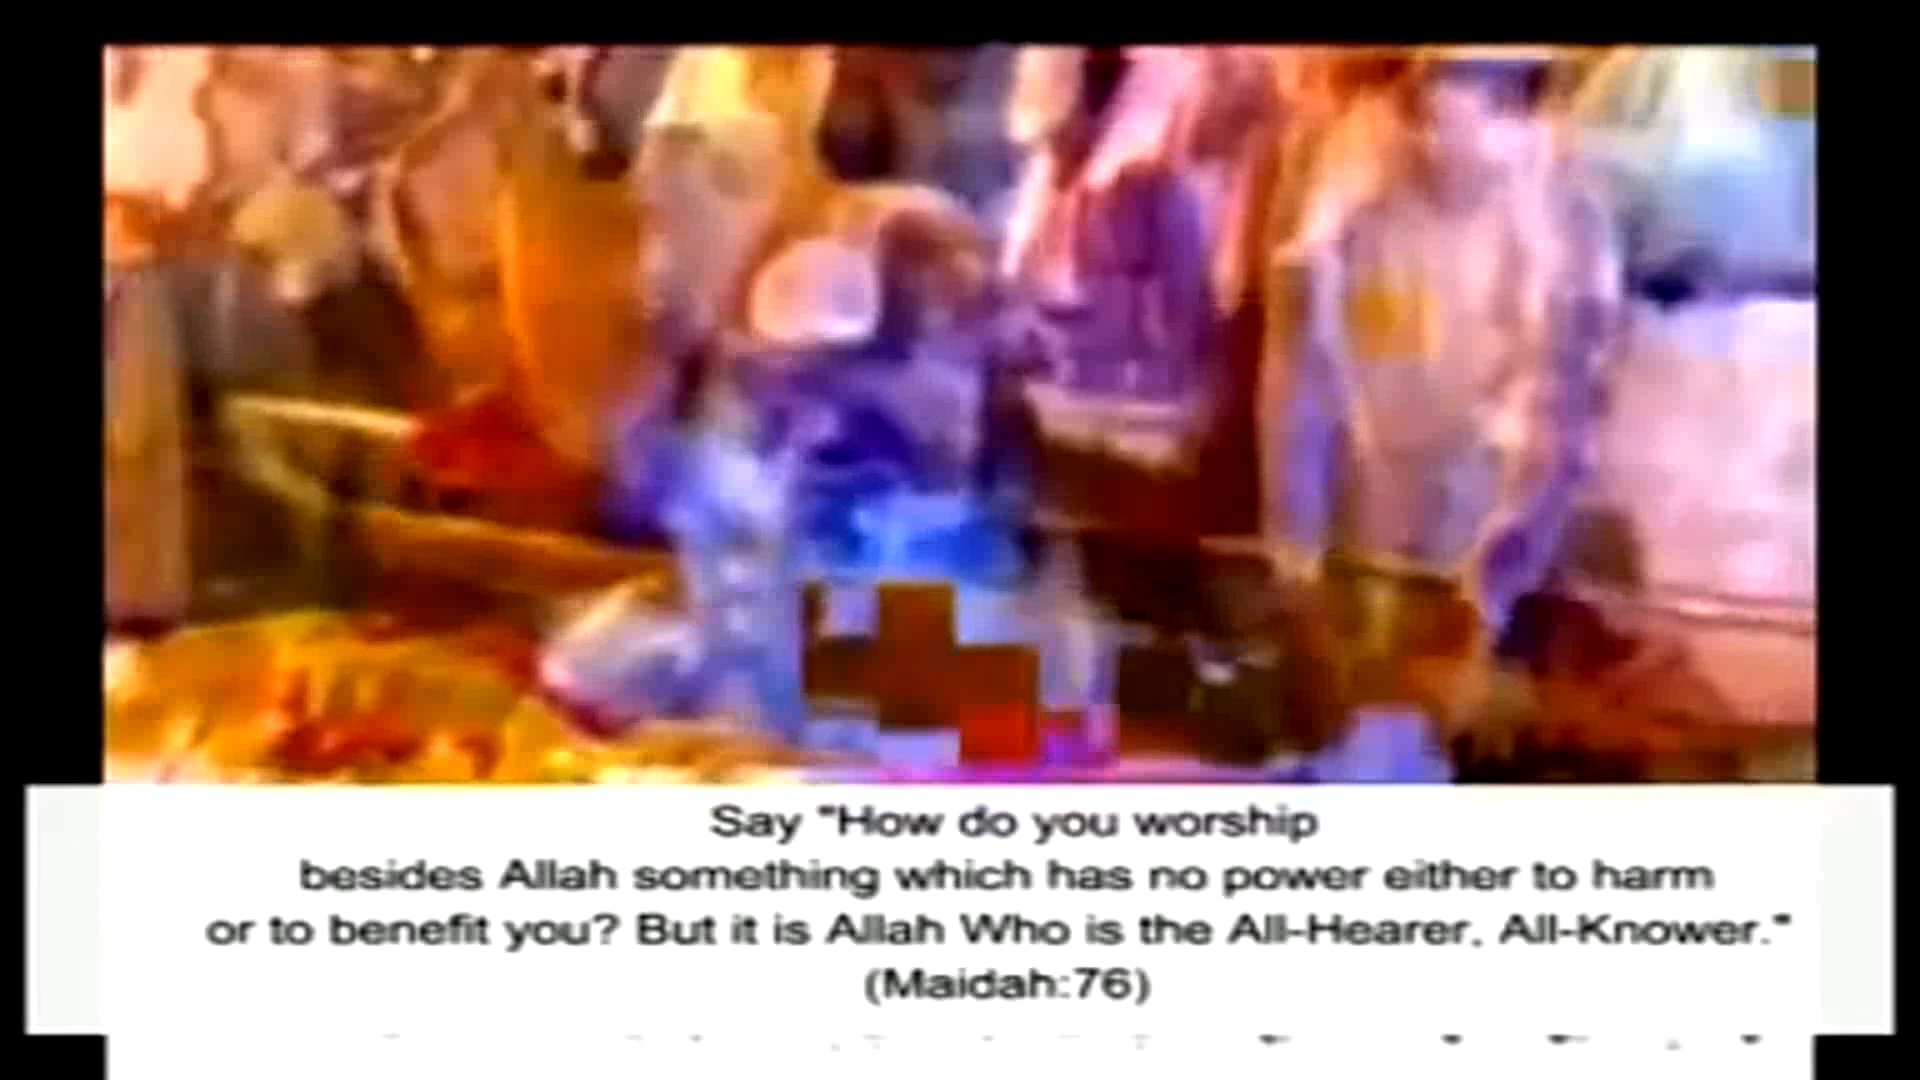 Say "How do you worship
besides Allah something which has no power either to harm
or to benefit you? But it is Allah Who is the All-Hearer, All-Knower."
(Maidah:76)